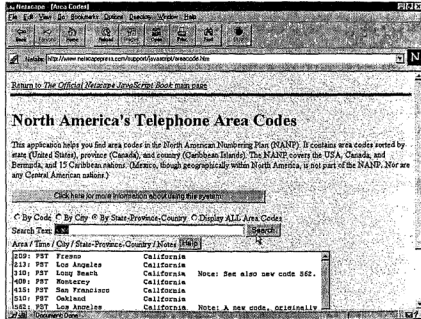 Netscape - [Area Codes]
File Edit View Go Bookmarks Options Directory Window Help
Netsite: http://www.netscapepress.com/support/javascript/areacode.htm
Return to The Official Netscape JavaScript Book main page
North America's Telephone Area Codes
This application helps you find area codes in the North American Numbering Plan (NANP). It contains area codes sorted by
state (United States), province (Canada), and country (Caribbean Islands). The NANP covers the USA, Canada, and
Bermuda, and 15 Caribbean nations. (Mexico, though geographically within North America, is not part of the NANP. Nor are
any Central American nations.)
Click here for more information about using this system
By Code By City By State-Province-Country Display ALL Area Codes
Search Text: Search
Area / Time / City / State-Province-Country / Notes Help
209: PST Fresno California
213: PST Los Angeles California
310: PST Long Beach California Note: See also new code 562.
408: PST Monterey California
415: PST San Francisco California
510: PST Oakland California
562: PST Los Angeles California Note: A new code, originally
Document: Done